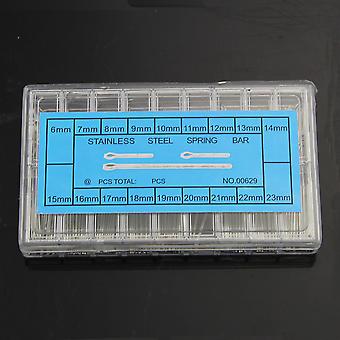 6mm 7mm 8mm 9mm 10mm 11mm 12mm 13mm 14mm
STAINLESS STEEL SPRING BAR
@ PCS TOTAL: PCS NO.00629
15mm 16mm 17mm 18mm 19mm 20mm 21mm 22mm 23mm